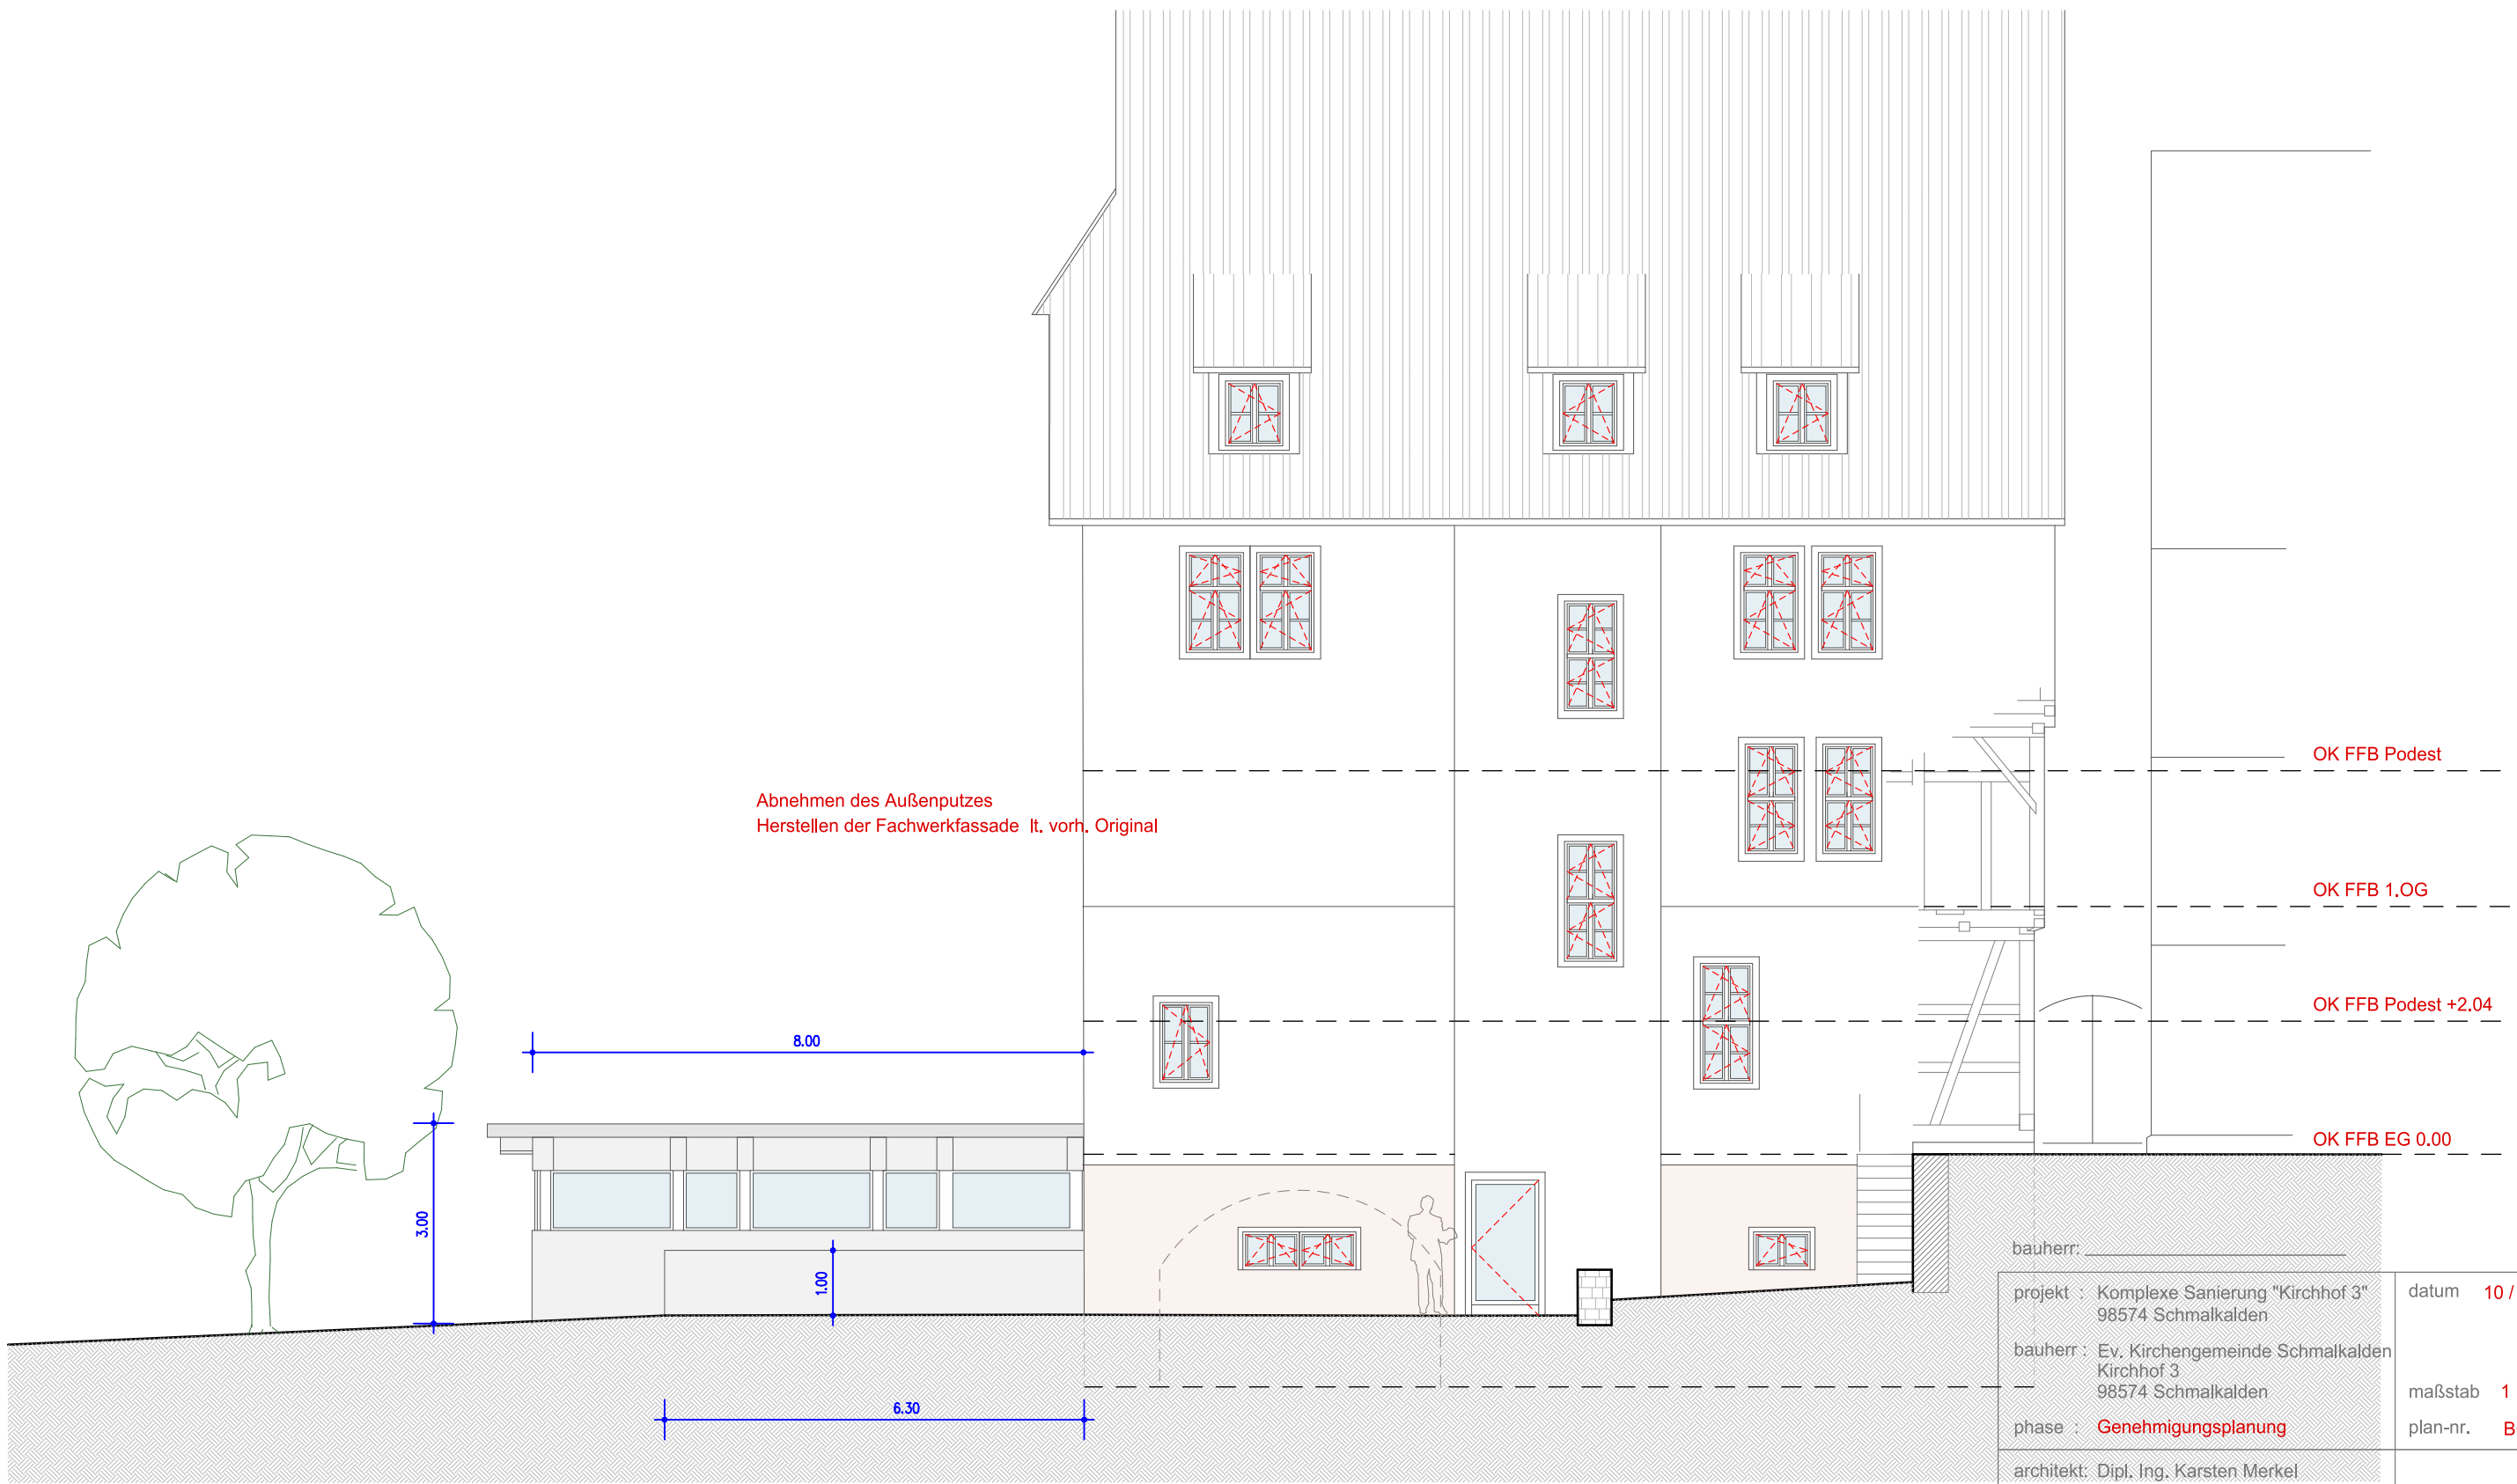 OK FFB Podest
Abnehmen des Außenputzes
Herstellen der Fachwerkfassade lt. vorh. Original
OK FFB 1.OG
OK FFB Podest +2.04
8.00
OK FFB EG 0.00
3.00
1.00
6.30
bauherr:
projekt : Komplexe Sanierung "Kirchhof 3"
98574 Schmalkalden
datum 10 /
bauherr : Ev. Kirchengemeinde Schmalkalden
Kirchhof 3
98574 Schmalkalden
maßstab 1
phase : Genehmigungsplanung
plan-nr. B
architekt: Dipl. Ing. Karsten Merkel